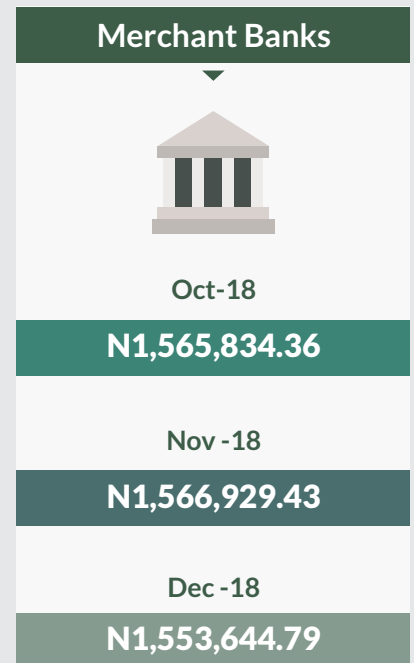 Merchant Banks
Oct-18
N1,565,834.36
Nov -18
N1,566,929.43
Dec -18
N1,553,644.79